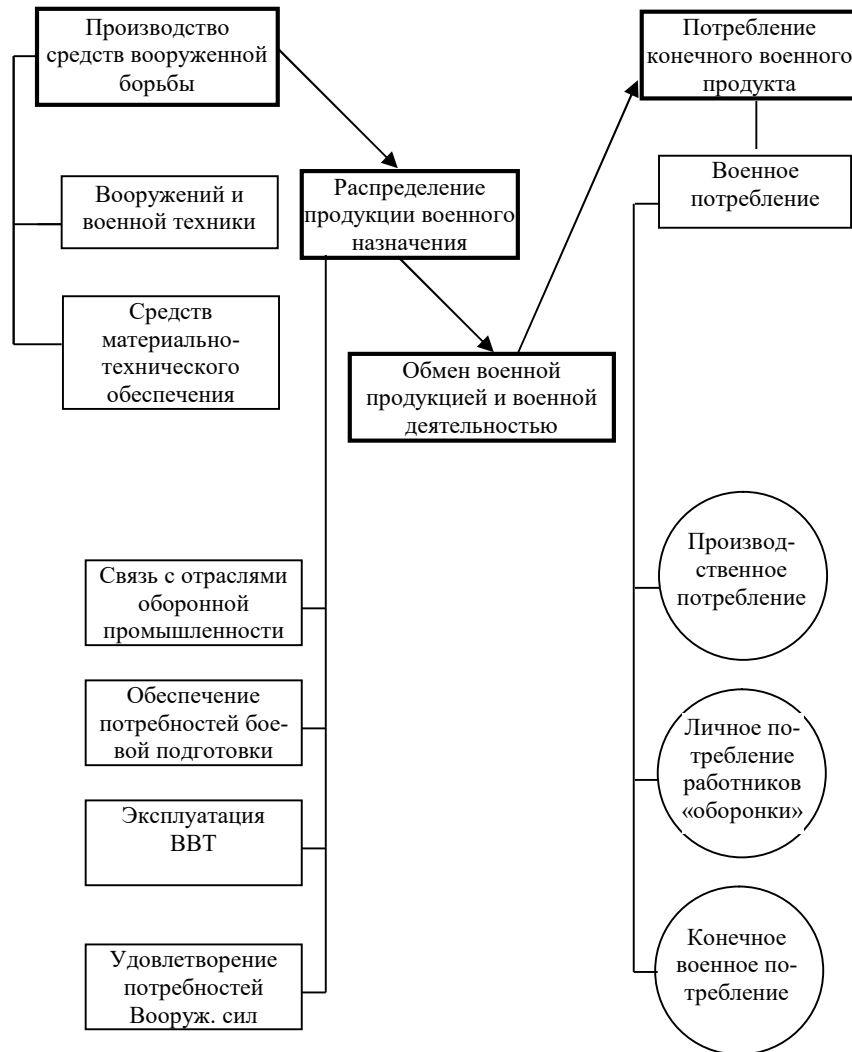 Производство
средств вооруженной
борьбы
Потребление
конечного военного
продукта
Вооружений и
военной техники
Распределение
продукции военного
назначения
Военное
потребление
Средств
материально-
технического
обеспечения
Обмен военной
продукцией и военной
деятельностью
Связь с отраслями
оборонной
промышленности
Производ-
ственное
потребление
Обеспечение
потребностей бое-
вой подготовки
Личное по-
требление
работников
«оборонки»
Эксплуатация
ВВТ
Удовлетворение
потребностей
Вооруж. сил
Конечное
военное по-
требление